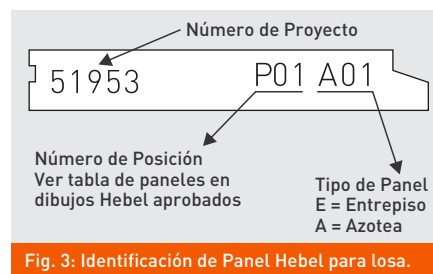 Número de Proyecto
51953 P01 A01
Número de Posición
Ver tabla de paneles en
dibujos Hebel aprobados
Tipo de Panel
E = Entrepiso
A = Azotea
Fig. 3: Identificación de Panel Hebel para losa.